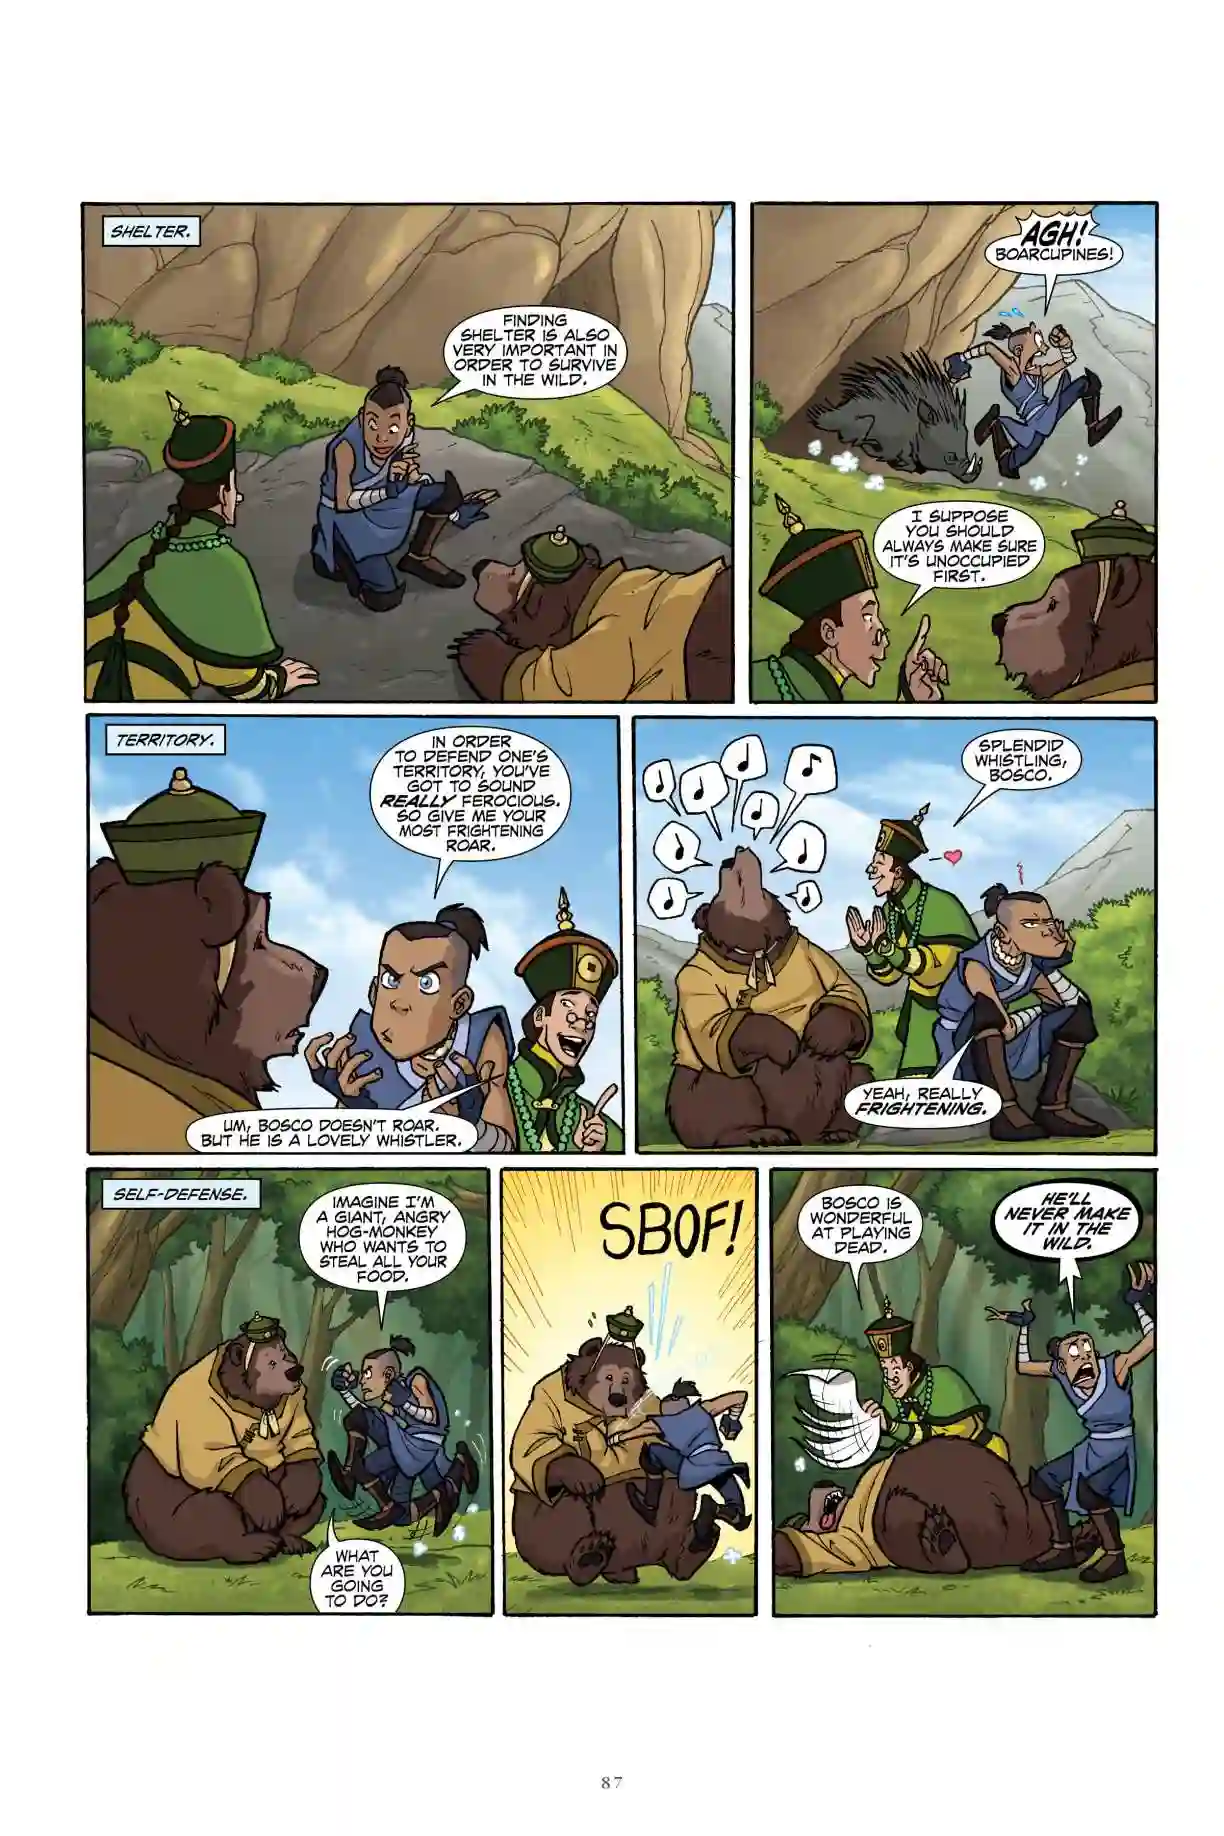 SHELTER.
FINDING
SHELTER IS ALSO
VERY IMPORTANT IN
ORDER TO SURVIVE
IN THE WILD.
AGH!
BOARCUPINES!
I SUPPOSE
YOU SHOULD
ALWAYS MAKE SURE
IT'S UNOCCUPIED
FIRST.
TERRITORY.
IN ORDER
TO DEFEND ONE'S
TERRITORY, YOU'VE
GOT TO SOUND
REALLY FEROCIOUS.
SO GIVE ME YOUR
MOST FRIGHTENING
ROAR.
UM, BOSCO DOESN'T ROAR.
BUT HE IS A LOVELY WHISTLER.
SPLENDID
WHISTLING,
BOSCO.
YEAH, REALLY
FRIGHTENING.
SELF-DEFENSE.
IMAGINE I'M
A GIANT, ANGRY
HOG-MONKEY
WHO WANTS TO
STEAL ALL YOUR
FOOD.
WHAT
ARE YOU
GOING
TO DO?
SBOF!
BOSCO IS
WONDERFUL
AT PLAYING
DEAD.
HE'LL
NEVER MAKE
IT IN THE
WILD.
87